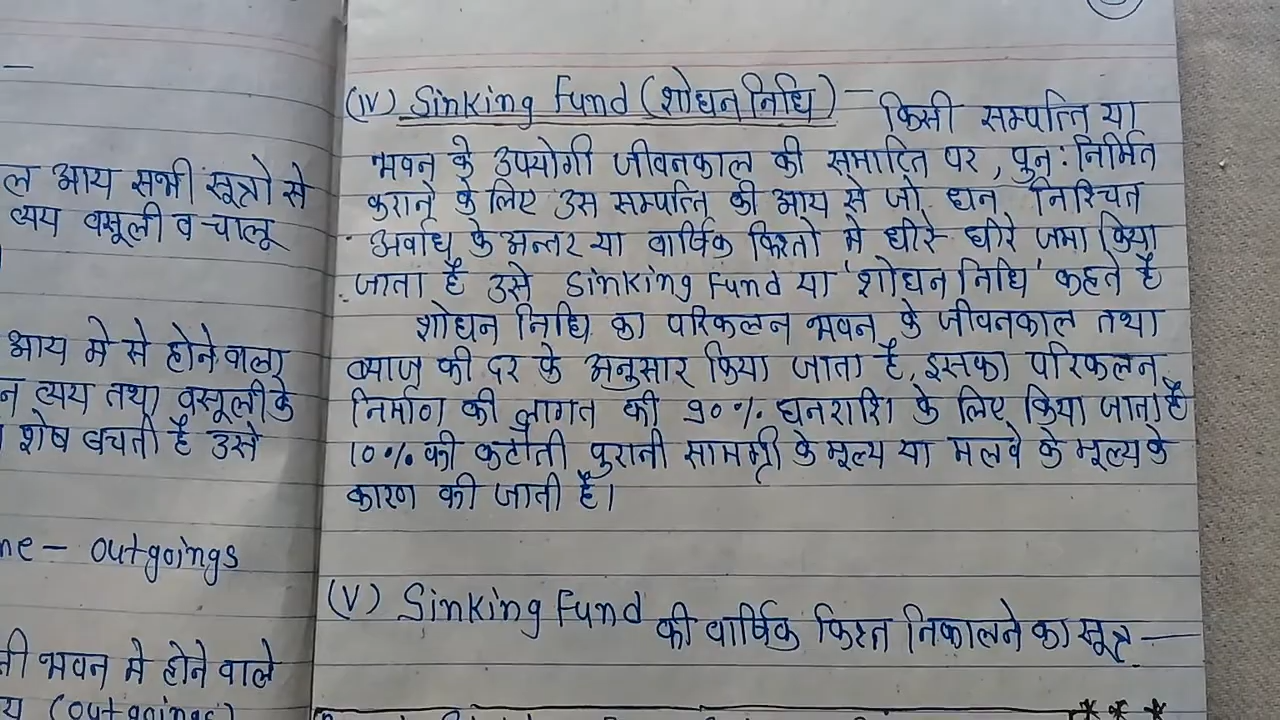 ल आय सभी सूत्रो से
व्यय वसूली व चालू
आय मे से होने वाला
न व्यय तथा वसूली के
शेष बचती है उसे
me – outgoings
ती भवन मे होने वाले
य (outgoings)
(IV) Sinking Fund (शोधन निधि) – किसी सम्पत्ति या
भवन के उपयोगी जीवनकाल की समाप्ति पर, पुन: निर्मित
कराने के लिए उस सम्पत्ति की आय से जो धन निश्चित
अवधि के अन्तर या वार्षिक किश्तो मे धीरे धीरे जमा किया
जाता है उसे Sinking Fund या 'शोधन निधि' कहते है
शोधन निधि का परिकलन भवन के जीवनकाल तथा
ब्याज की दर के अनुसार किया जाता है, इसका परिकलन
निर्माण की लागत की 90% धनराशि के लिए किया जाता है
10% की कटौती पुरानी सामग्री के मूल्य या मलवे के मूल्य के
कारण की जाती है।
(V) Sinking Fund की वार्षिक किश्त निकालने का सूत्र –